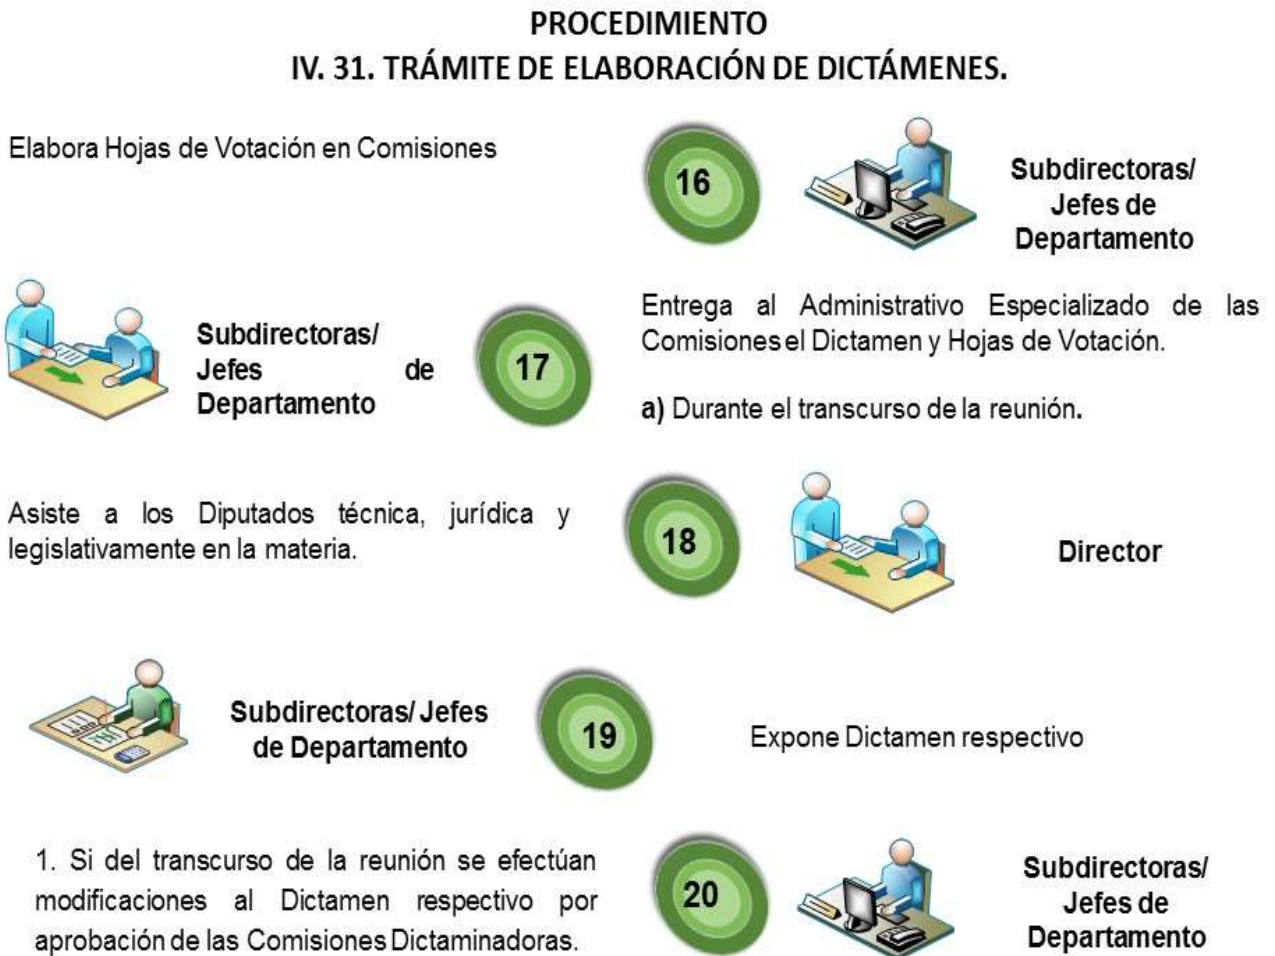 PROCEDIMIENTO
IV. 31. TRÁMITE DE ELABORACIÓN DE DICTÁMENES.
Elabora Hojas de Votación en Comisiones
16
Subdirectoras/
Jefes de
Departamento
Subdirectoras/
Jefes de
Departamento
17
Entrega al Administrativo Especializado de las
Comisiones el Dictamen y Hojas de Votación.
a) Durante el transcurso de la reunión.
Asiste a los Diputados técnica, jurídica y
legislativamente en la materia.
18
Director
Subdirectoras/ Jefes
de Departamento
19
Expone Dictamen respectivo
1. Si del transcurso de la reunión se efectúan
modificaciones al Dictamen respectivo por
aprobación de las Comisiones Dictaminadoras.
20
Subdirectoras/
Jefes de
Departamento